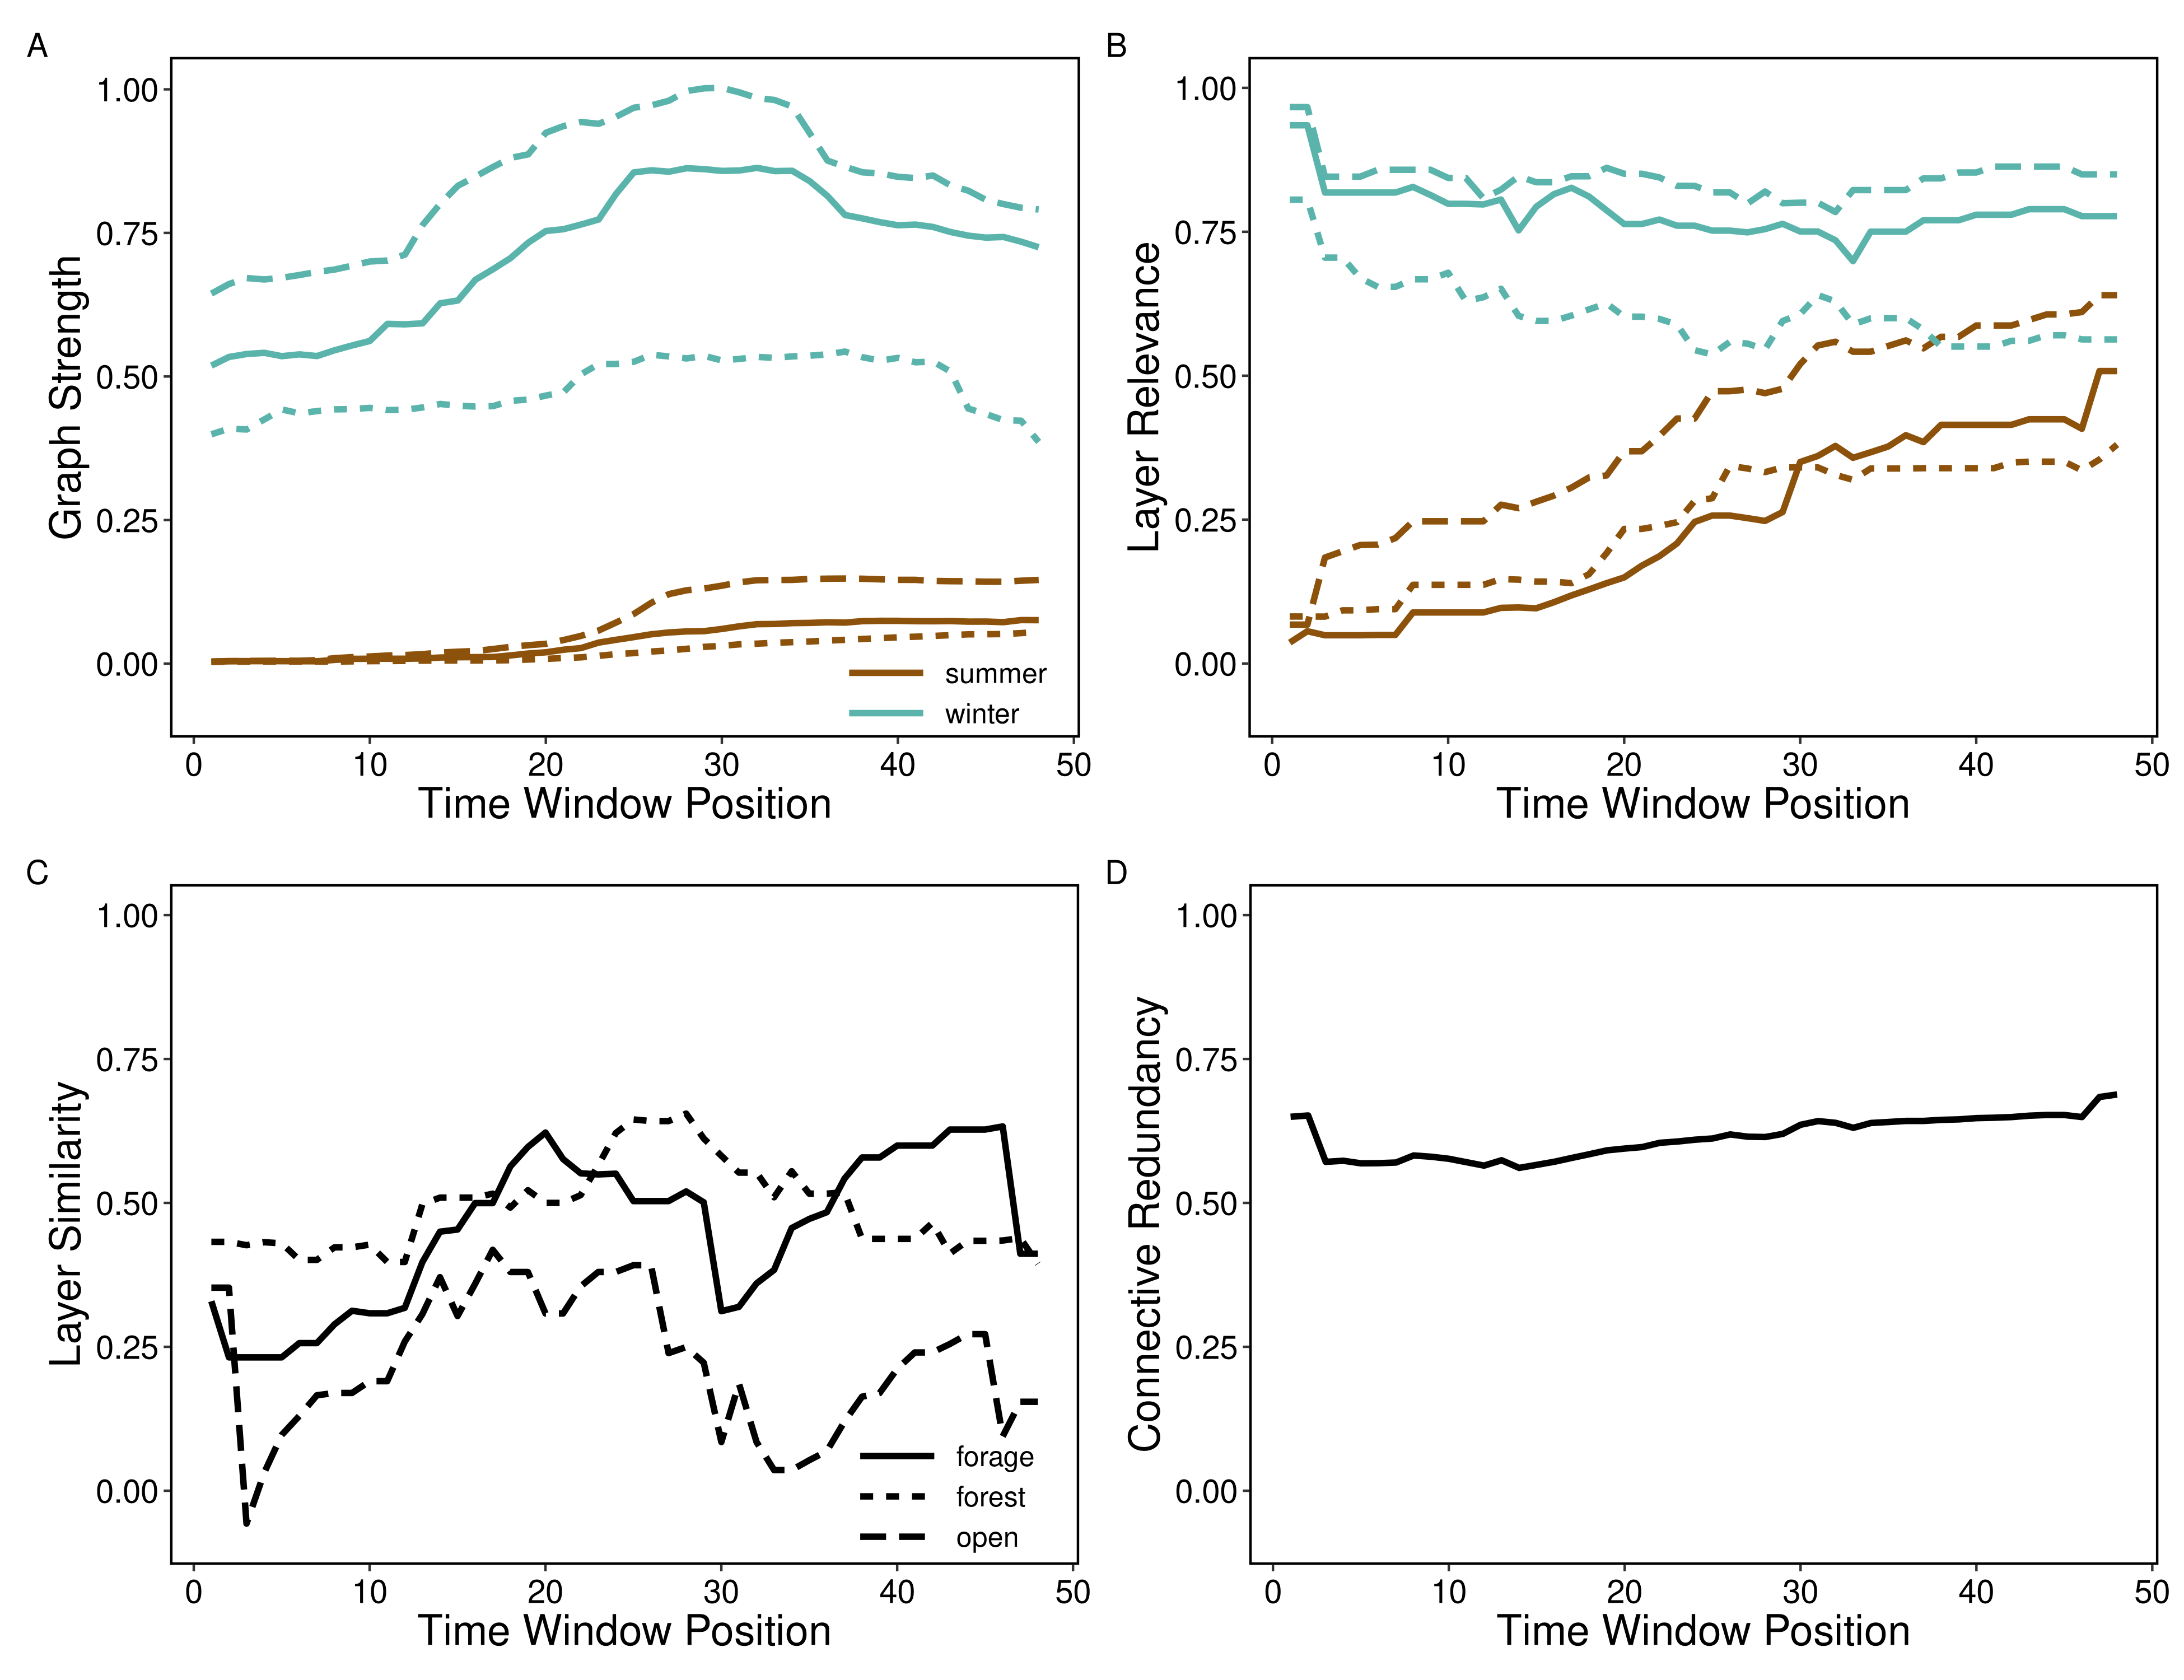 A
Graph Strength
1.00
0.75
0.50
0.25
0.00
summer
winter
0 10 20 30 40 50
Time Window Position
B
Layer Relevance
1.00
0.75
0.50
0.25
0.00
0 10 20 30 40 50
Time Window Position
C
Layer Similarity
1.00
0.75
0.50
0.25
0.00
forage
forest
open
0 10 20 30 40 50
Time Window Position
D
Connective Redundancy
1.00
0.75
0.50
0.25
0.00
0 10 20 30 40 50
Time Window Position